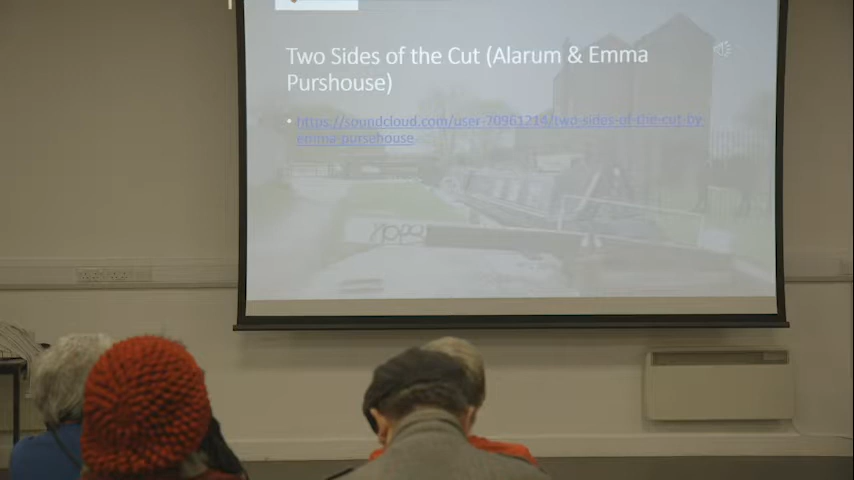 Two Sides of the Cut (Alarum & Emma
Purshouse)
https://soundcloud.com/user-70961214/two-sides-of-the-cut-by
emma-pursehouse